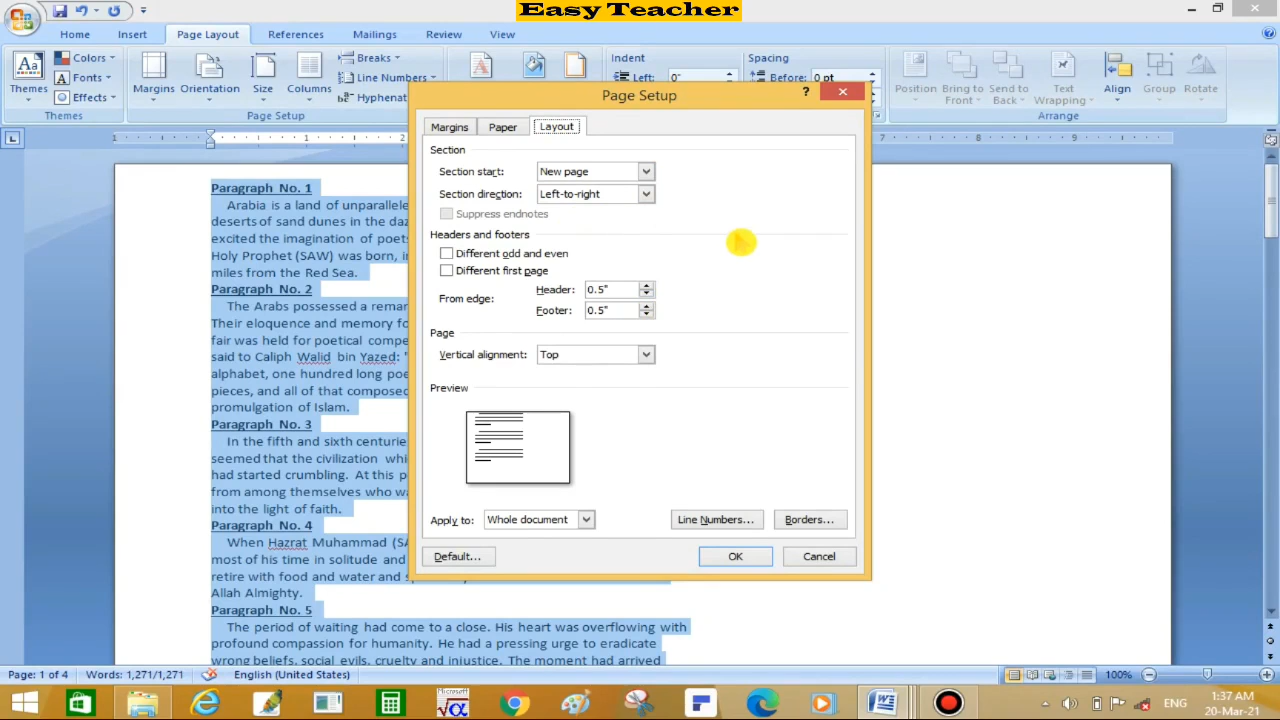 Easy Teacher
Home Insert Page Layout References Mailings Review View
Themes Colors Fonts Effects Margins Orientation Size Columns Breaks Line Numbers Hyphenat
Indent Spacing
Left: 0" Before: 0 pt
Position Bring to Front Send to Back Text Wrapping Align Group Rotate
Themes Page Setup Arrange
Page Setup
Margins Paper Layout
Section
Section start: New page
Section direction: Left-to-right
Suppress endnotes
Headers and footers
Different odd and even
Different first page
From edge:
Header: 0.5"
Footer: 0.5"
Page
Vertical alignment: Top
Preview
Apply to: Whole document Line Numbers... Borders...
Default... OK Cancel
Paragraph No. 1
Arabia is a land of unparallele
deserts of sand dunes in the daz
excited the imagination of poets
Holy Prophet (SAW) was born, in
miles from the Red Sea.
Paragraph No. 2
The Arabs possessed a remar
Their eloquence and memory fo
fair was held for poetical compe
said to Caliph Walid bin Yazed: "
alphabet, one hundred long poe
pieces, and all of that composed
promulgation of Islam.
Paragraph No. 3
In the fifth and sixth centurie
seemed that the civilization whic
had started crumbling. At this p
from among themselves who wa
into the light of faith.
Paragraph No. 4
When Hazrat Muhammad (SA
most of his time in solitude and
retire with food and water and s
Allah Almighty.
Paragraph No. 5
The period of waiting had come to a close. His heart was overflowing with
profound compassion for humanity. He had a pressing urge to eradicate
wrong beliefs, social evils, cruelty and injustice. The moment had arrived
Page: 1 of 4 Words: 1,271/1,271 English (United States) 100%
Microsoft
ENG
1:37 AM
20-Mar-21